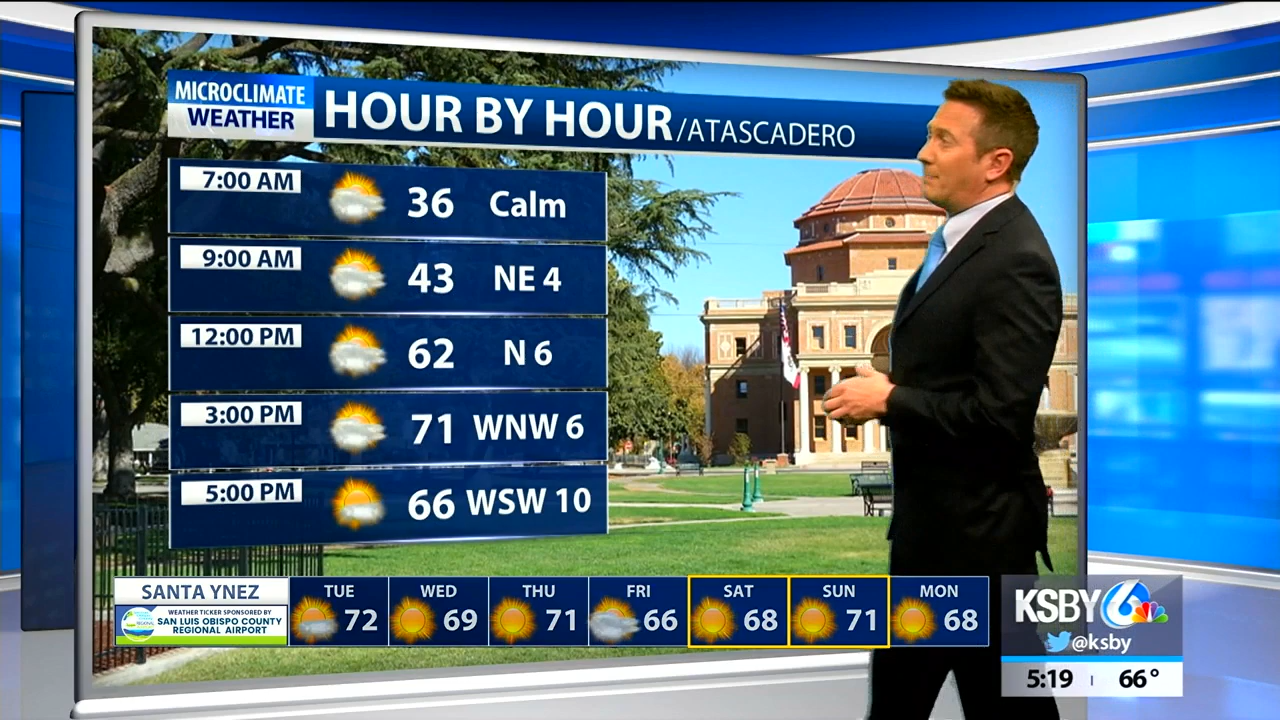 MICROCLIMATE
WEATHER
HOUR BY HOUR/ATASCADERO
7:00 AM 36 Calm
9:00 AM 43 NE 4
12:00 PM 62 N 6
3:00 PM 71 WNW 6
5:00 PM 66 WSW 10
SANTA YNEZ
WEATHER TICKER SPONSORED BY
SAN LUIS OBISPO COUNTY
REGIONAL AIRPORT
TUE WED THU FRI SAT SUN MON
72 69 71 66 68 71 68
KSBY 6
@ksby
5:19 66°